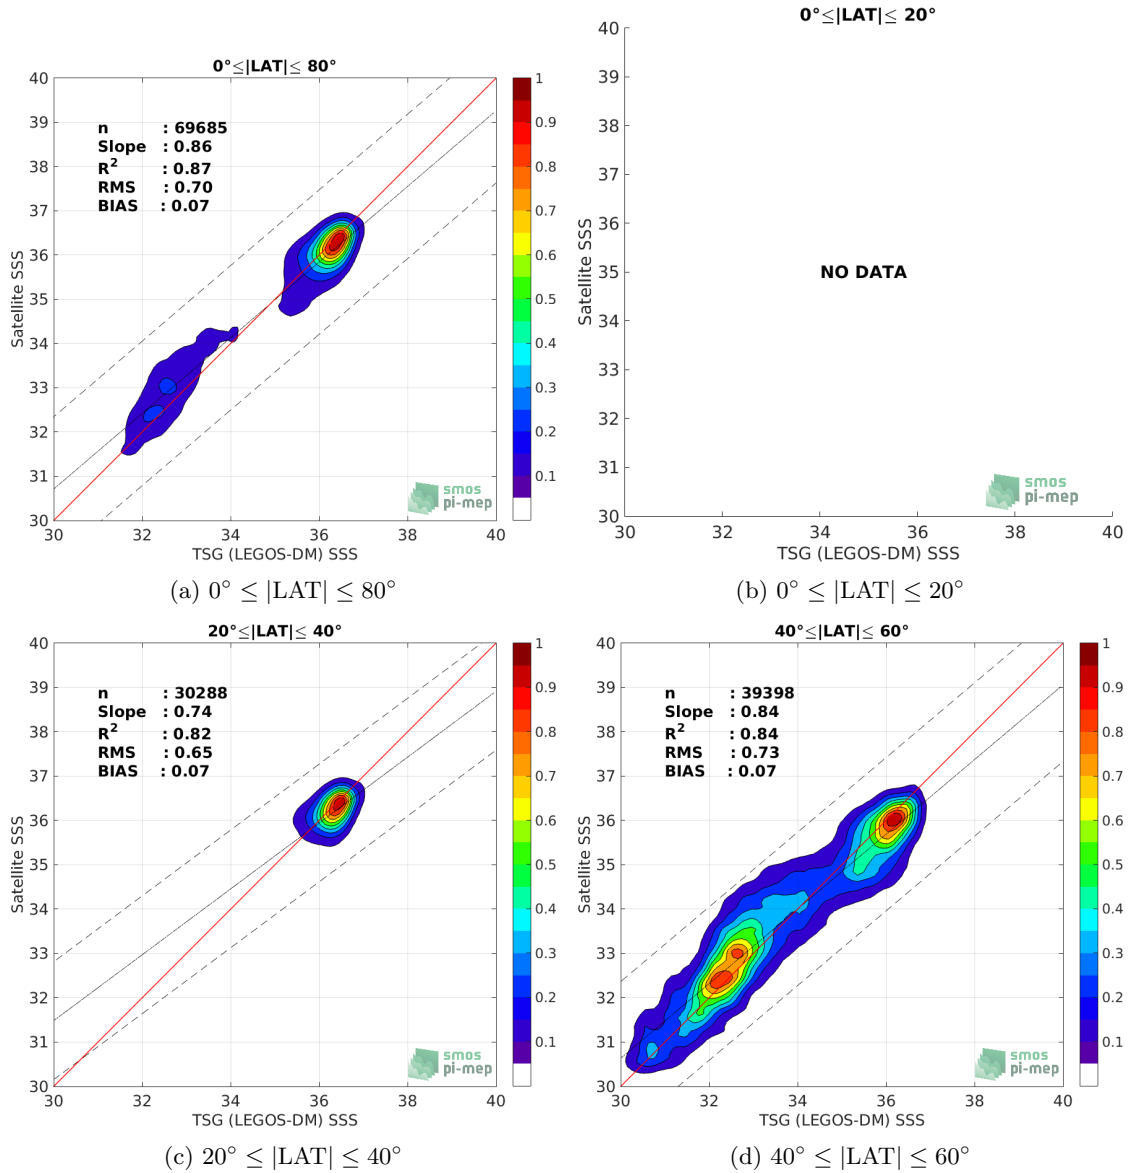 0°≤|LAT|≤ 80°
40
39
38
37
36
35
34
33
32
31
30
30 32 34 36 38 40
Satellite SSS
TSG (LEGOS-DM) SSS
n : 69685
Slope : 0.86
R² : 0.87
RMS : 0.70
BIAS : 0.07
smos
pi-mep
1
0.9
0.8
0.7
0.6
0.5
0.4
0.3
0.2
0.1
(a) 0° ≤ |LAT| ≤ 80°
0°≤|LAT|≤ 20°
40
39
38
37
36
35
34
33
32
31
30
30 32 34 36 38 40
Satellite SSS
TSG (LEGOS-DM) SSS
NO DATA
smos
pi-mep
(b) 0° ≤ |LAT| ≤ 20°
20°≤|LAT|≤ 40°
40
39
38
37
36
35
34
33
32
31
30
30 32 34 36 38 40
Satellite SSS
TSG (LEGOS-DM) SSS
n : 30288
Slope : 0.74
R² : 0.82
RMS : 0.65
BIAS : 0.07
smos
pi-mep
1
0.9
0.8
0.7
0.6
0.5
0.4
0.3
0.2
0.1
(c) 20° ≤ |LAT| ≤ 40°
40°≤|LAT|≤ 60°
40
39
38
37
36
35
34
33
32
31
30
30 32 34 36 38 40
Satellite SSS
TSG (LEGOS-DM) SSS
n : 39398
Slope : 0.84
R² : 0.84
RMS : 0.73
BIAS : 0.07
smos
pi-mep
1
0.9
0.8
0.7
0.6
0.5
0.4
0.3
0.2
0.1
(d) 40° ≤ |LAT| ≤ 60°